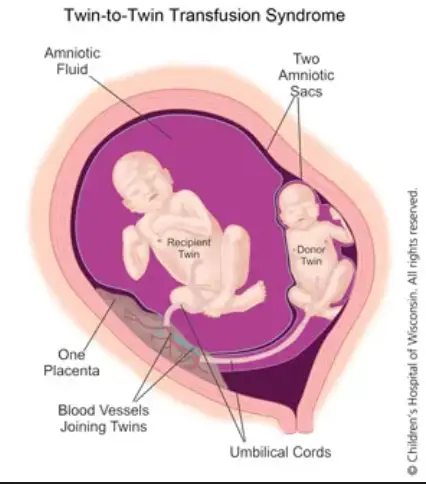 Twin-to-Twin Transfusion Syndrome
Amniotic
Fluid
Two
Amniotic
Sacs
Recipient
Twin
Donor
Twin
One
Placenta
Blood Vessels
Joining Twins
Umbilical Cords
© Children's Hospital of Wisconsin. All rights reserved.